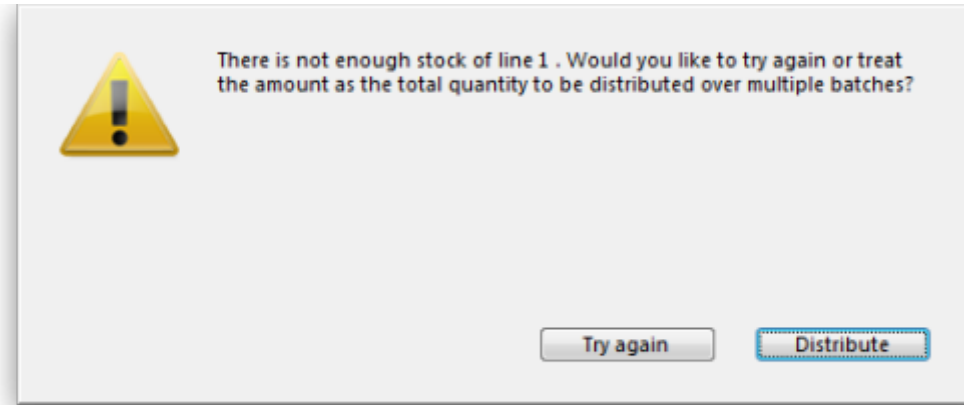 There is not enough stock of line 1 . Would you like to try again or treat
the amount as the total quantity to be distributed over multiple batches?
Try again
Distribute